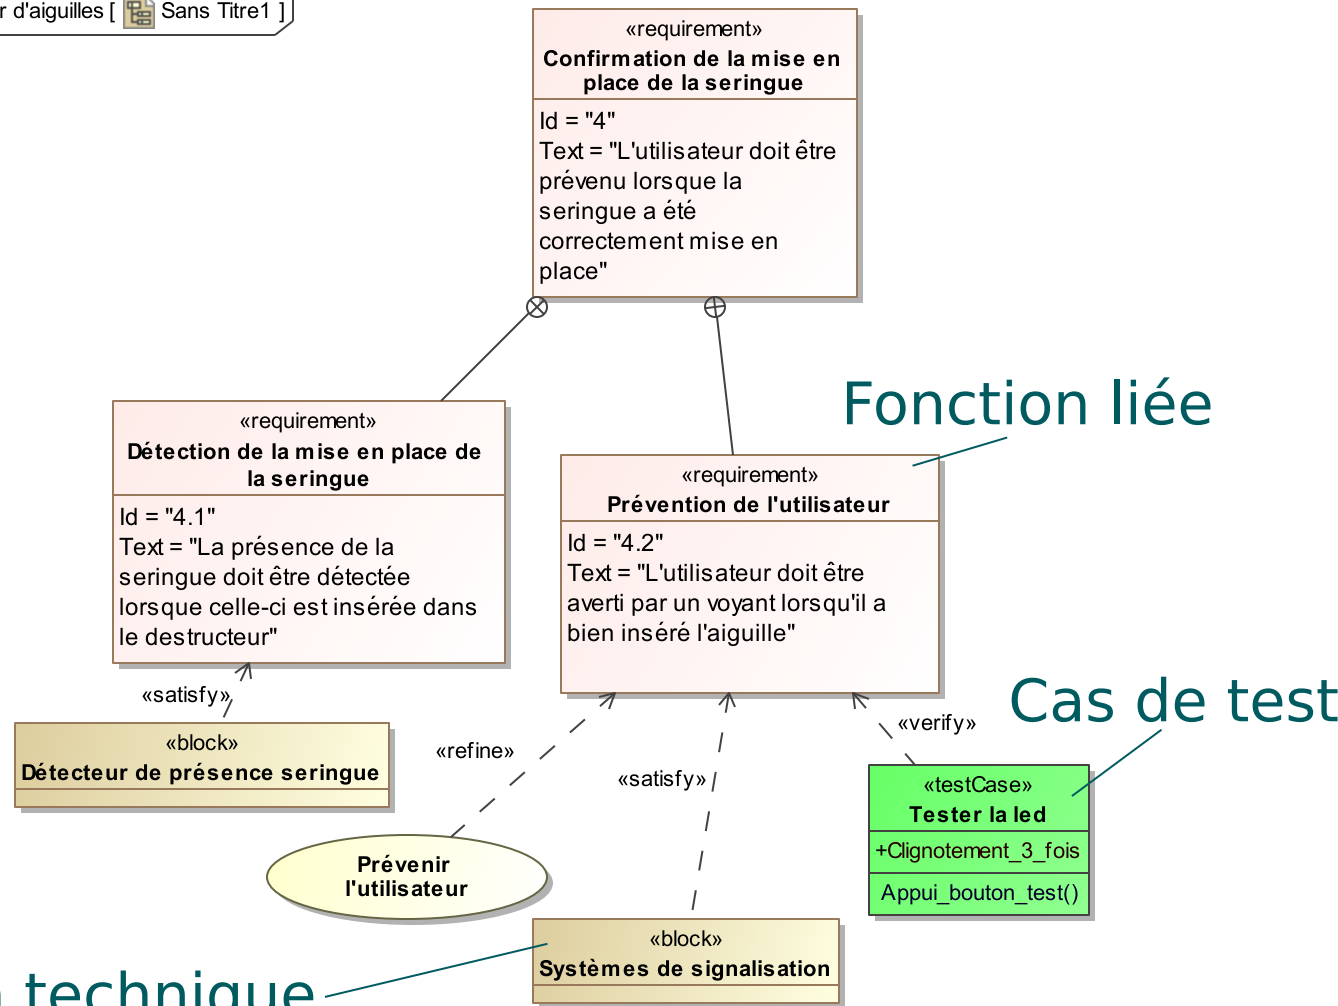 r d'aiguilles [ Sans Titre1 ]
«requirement»
Confirmation de la mise en
place de la seringue
Id = "4"
Text = "L'utilisateur doit être
prévenu lorsque la
seringue a été
correctement mise en
place"
Fonction liée
«requirement»
Détection de la mise en place de
la seringue
Id = "4.1"
Text = "La présence de la
seringue doit être détectée
lorsque celle-ci est insérée dans
le destructeur"
«requirement»
Prévention de l'utilisateur
Id = "4.2"
Text = "L'utilisateur doit être
averti par un voyant lorsqu'il a
bien inséré l'aiguille"
Cas de test
«satisfy»
«refine»
«satisfy»
«verify»
«block»
Détecteur de présence seringue
«testCase»
Tester la led
+Clignotement_3_fois
Appui_bouton_test()
Prévenir
l'utilisateur
«block»
Systèmes de signalisation
technique